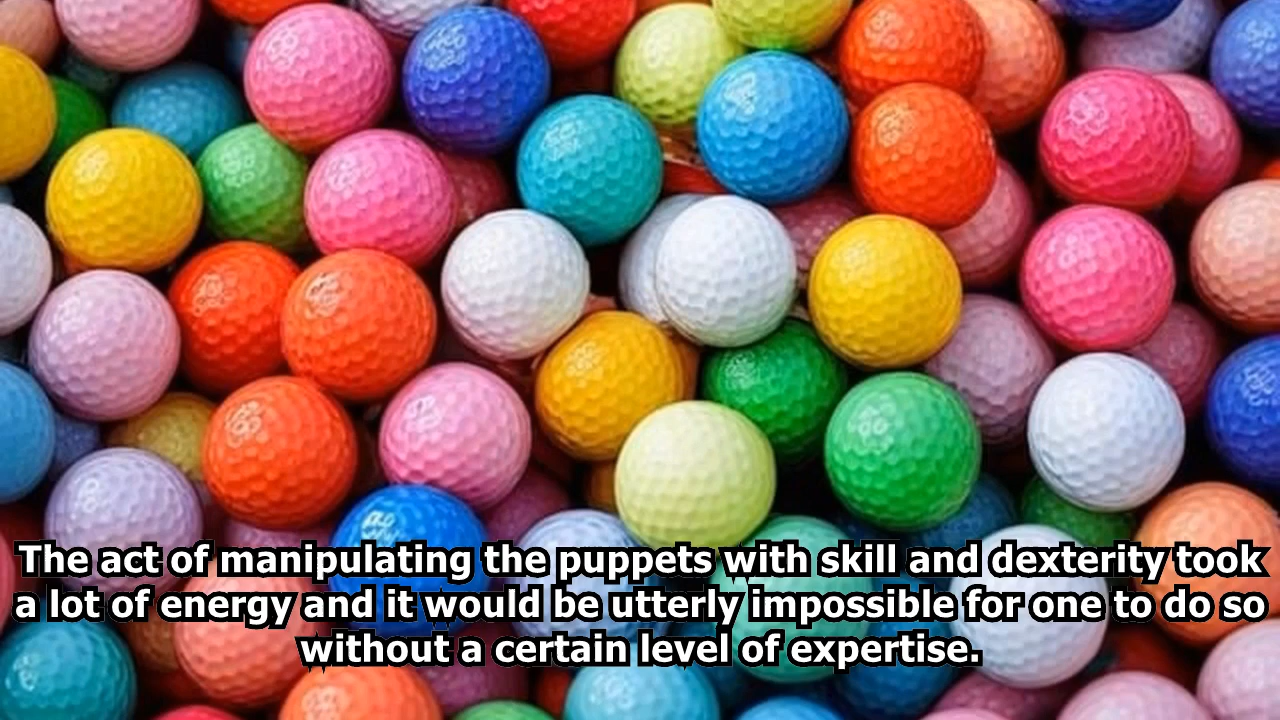 The act of manipulating the puppets with skill and dexterity took
a lot of energy and it would be utterly impossible for one to do so
without a certain level of expertise.